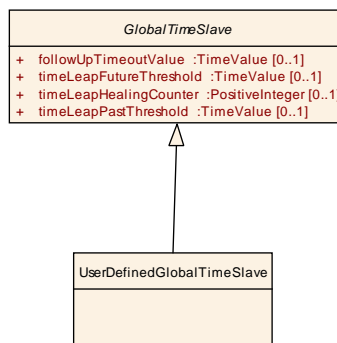 GlobalTimeSlave
+ followUpTimeoutValue :TimeValue [0..1]
+ timeLeapFutureThreshold :TimeValue [0..1]
+ timeLeapHealingCounter :PositiveInteger [0..1]
+ timeLeapPastThreshold :TimeValue [0..1]
UserDefinedGlobalTimeSlave